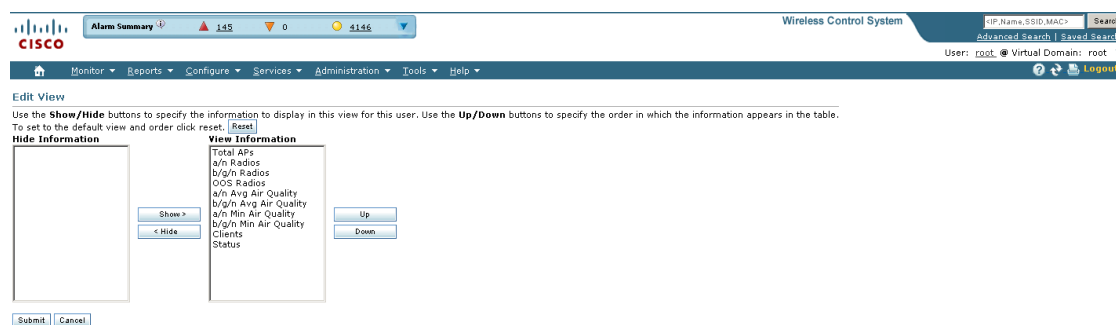 Alarm Summary 145 0 4146
Wireless Control System
<IP,Name,SSID,MAC> Search
Advanced Search | Saved Search
CISCO
User: root @ Virtual Domain: root
Monitor Reports Configure Services Administration Tools Help Logout
Edit View
Use the Show/Hide buttons to specify the information to display in this view for this user. Use the Up/Down buttons to specify the order in which the information appears in the table.
To set to the default view and order click reset. Reset
Hide Information
View Information
Total APs
a/n Radios
b/g/n Radios
OOS Radios
a/n Avg Air Quality
b/g/n Avg Air Quality
a/n Min Air Quality
b/g/n Min Air Quality
Clients
Status
Show >
< Hide
Up
Down
Submit Cancel